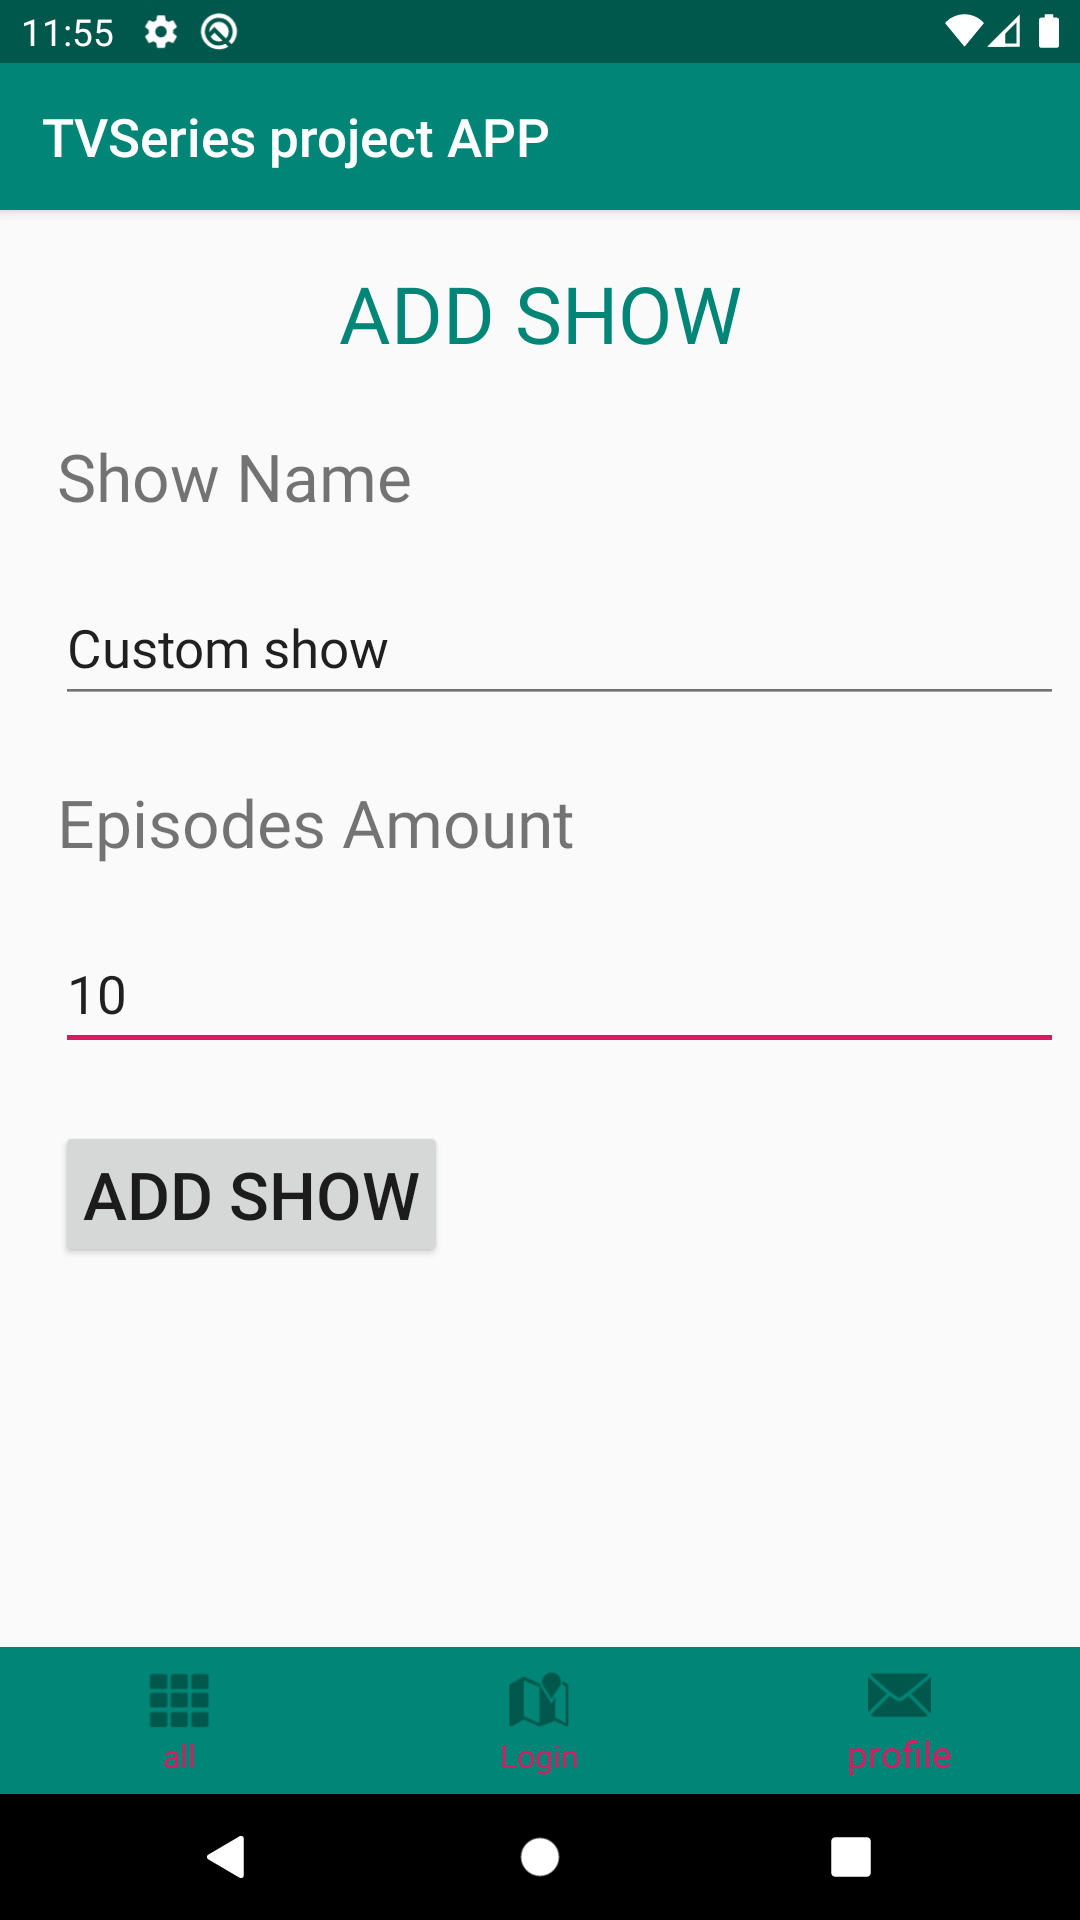 11:55
TVSeries project APP
ADD SHOW
Show Name
Custom show
Episodes Amount
10
ADD SHOW
all Login profile